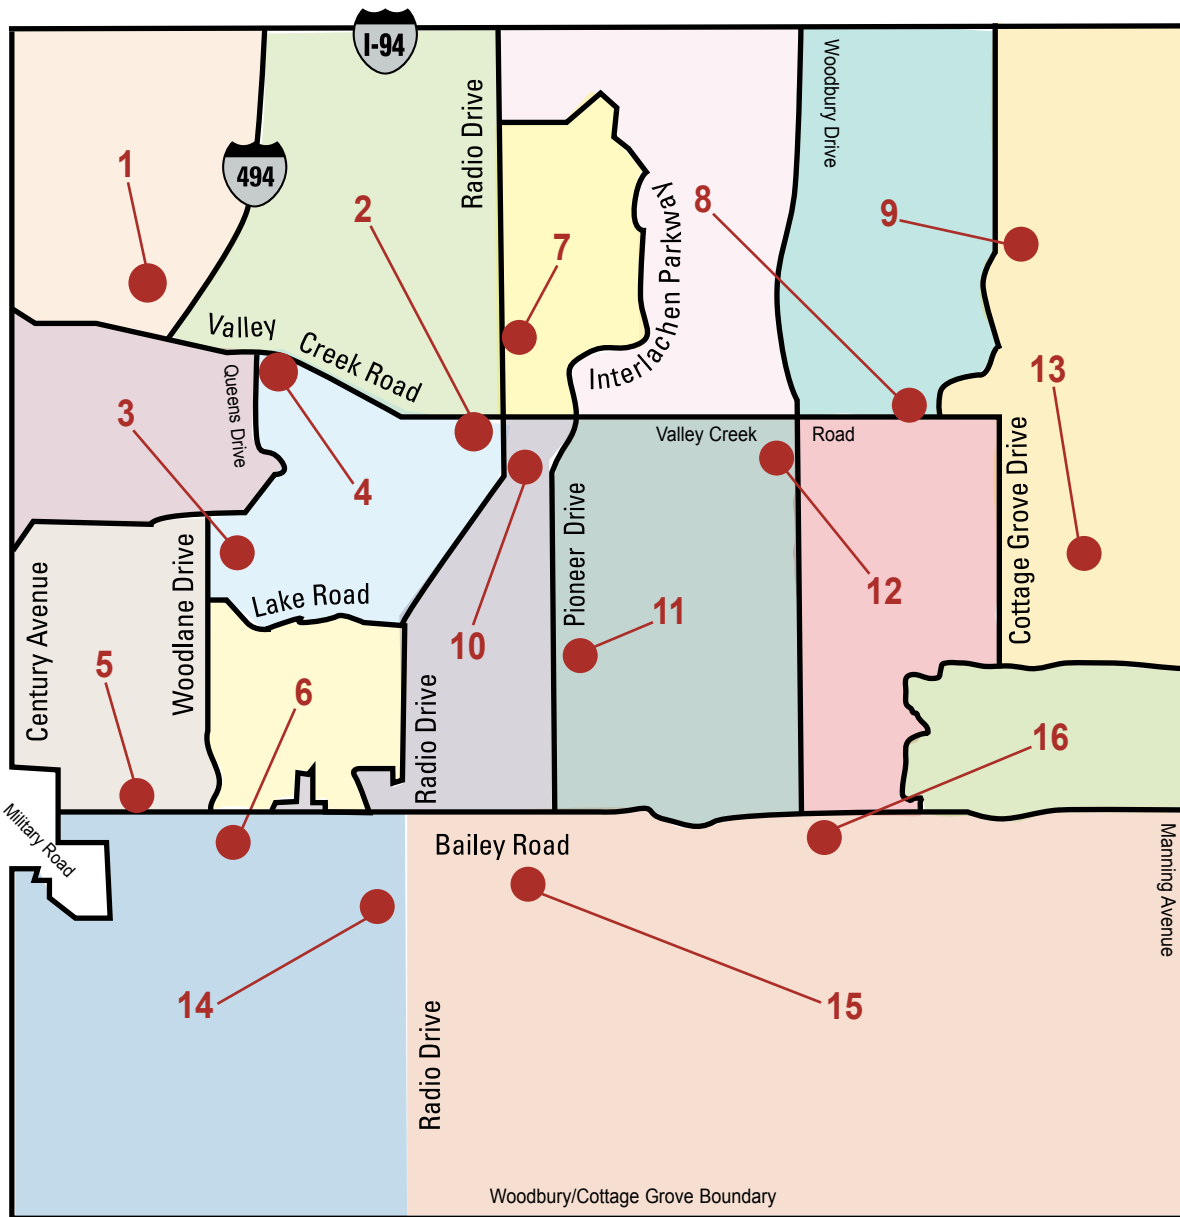 I-94
494
Radio Drive
Woodbury Drive
1
2
7
8
9
Interlachen Parkway
Valley
Creek Road
Queens Drive
3
4
13
Valley Creek
Road
Cottage Grove Drive
Century Avenue
Woodlane Drive
Lake Road
Pioneer Drive
10
11
12
5
6
Radio Drive
16
Military Road
Bailey Road
Manning Avenue
14
15
Radio Drive
Woodbury/Cottage Grove Boundary